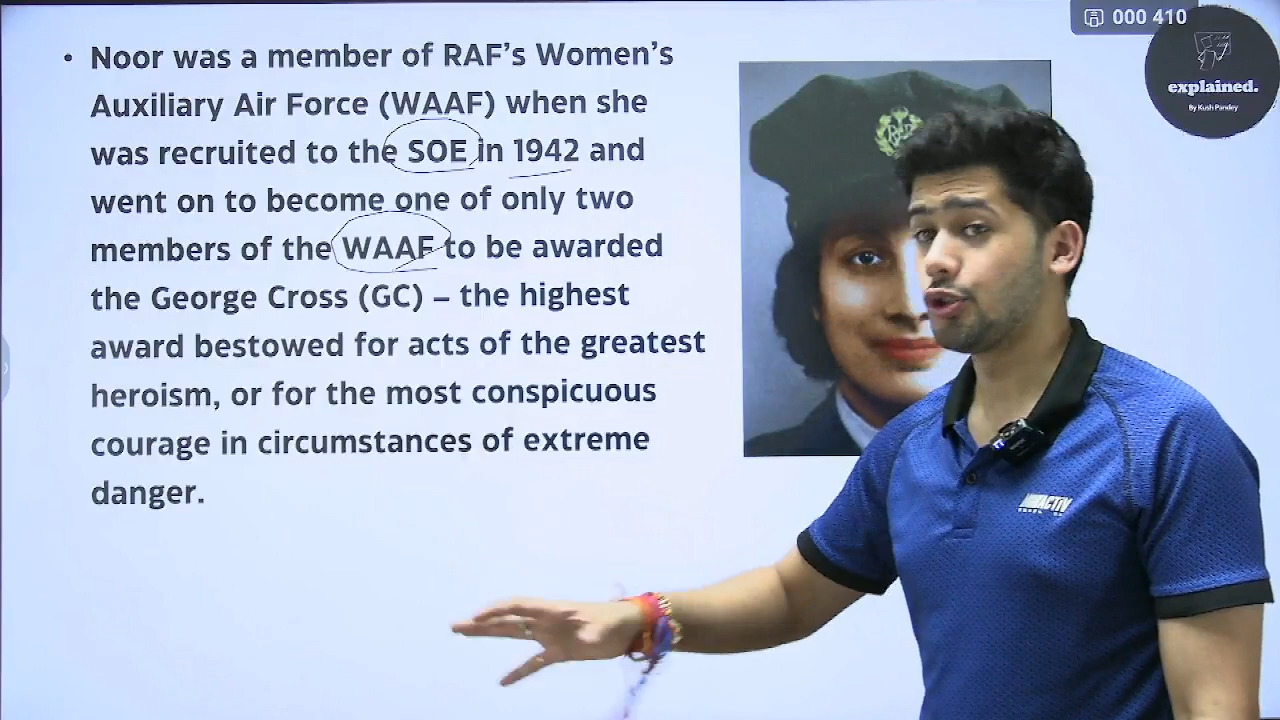 000 410
explained.
By Kush Pandey
• Noor was a member of RAF's Women's
Auxiliary Air Force (WAAF) when she
was recruited to the SOE in 1942 and
went on to become one of only two
members of the WAAF to be awarded
the George Cross (GC) – the highest
award bestowed for acts of the greatest
heroism, or for the most conspicuous
courage in circumstances of extreme
danger.